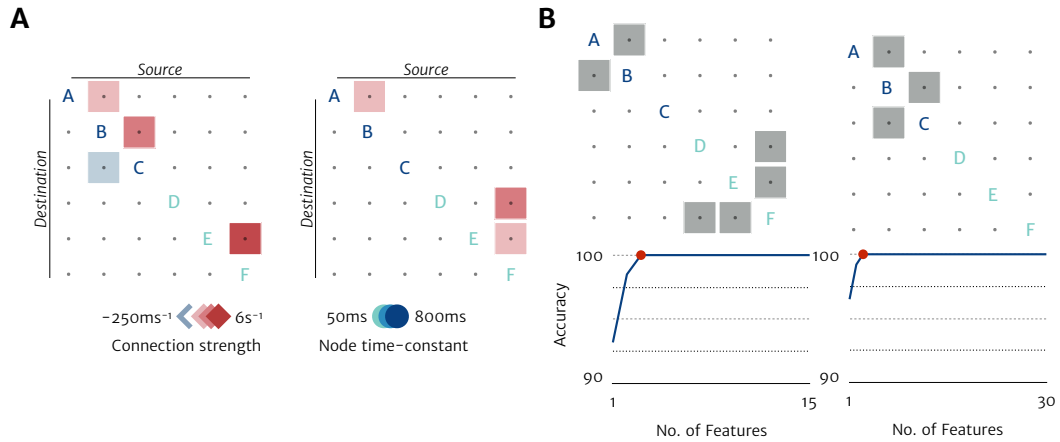 A
Source
Destination
A
B
C
D
E
F
Source
Destination
A
B
C
D
E
F
-250ms⁻¹ 6s⁻¹
Connection strength
50ms 800ms
Node time-constant
B
A
B
C
D
E
F
A
B
C
D
E
F
Accuracy
100
90
1 15
No. of Features
100
90
1 30
No. of Features